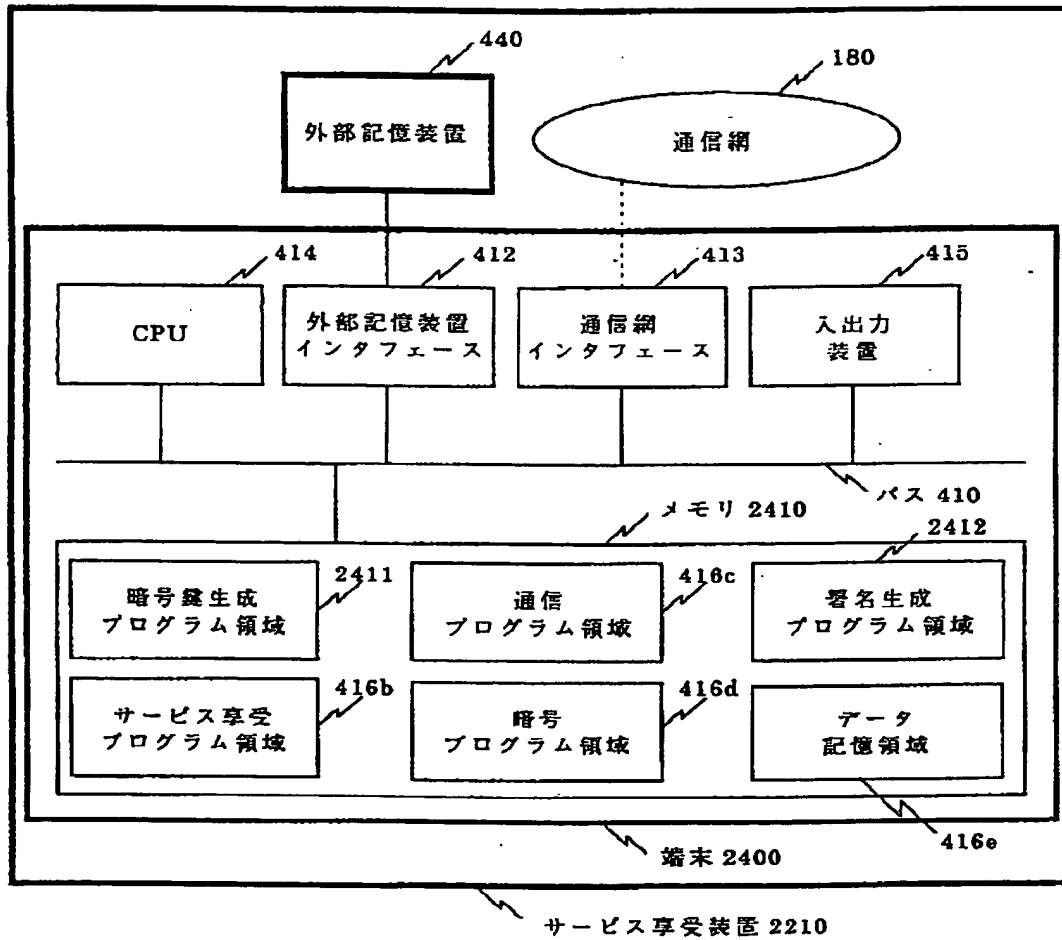 440
180
外部記憶装置
通信網
414
412
413
415
CPU
外部記憶装置
インタフェース
通信網
インタフェース
入出力
装置
バス 410
メモリ 2410
2412
2411
416c
暗号鍵生成
プログラム領域
通信
プログラム領域
署名生成
プログラム領域
416b
416d
サービス享受
プログラム領域
暗号
プログラム領域
データ
記憶領域
416e
端末 2400
サービス享受装置 2210